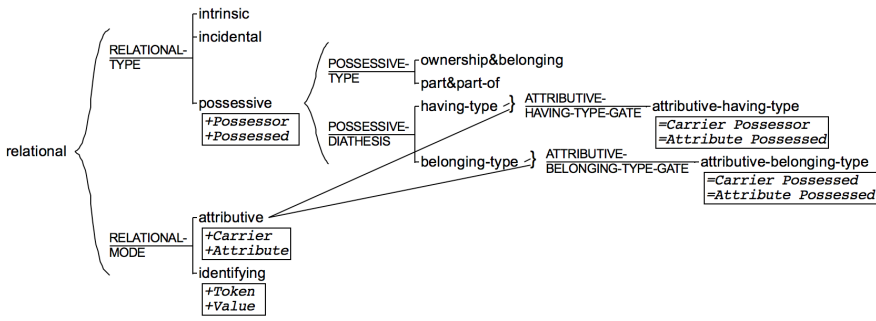 intrinsic
incidental
RELATIONAL-
TYPE
possessive
+Possessor
+Possessed
POSSESSIVE-
TYPE
ownership&belonging
part&part-of
having-type
ATTRIBUTIVE-
HAVING-TYPE-GATE
attributive-having-type
=Carrier Possessor
=Attribute Possessed
POSSESSIVE-
DIATHESIS
belonging-type
ATTRIBUTIVE-
BELONGING-TYPE-GATE
attributive-belonging-type
=Carrier Possessed
=Attribute Possessed
relational
attributive
+Carrier
+Attribute
RELATIONAL-
MODE
identifying
+Token
+Value